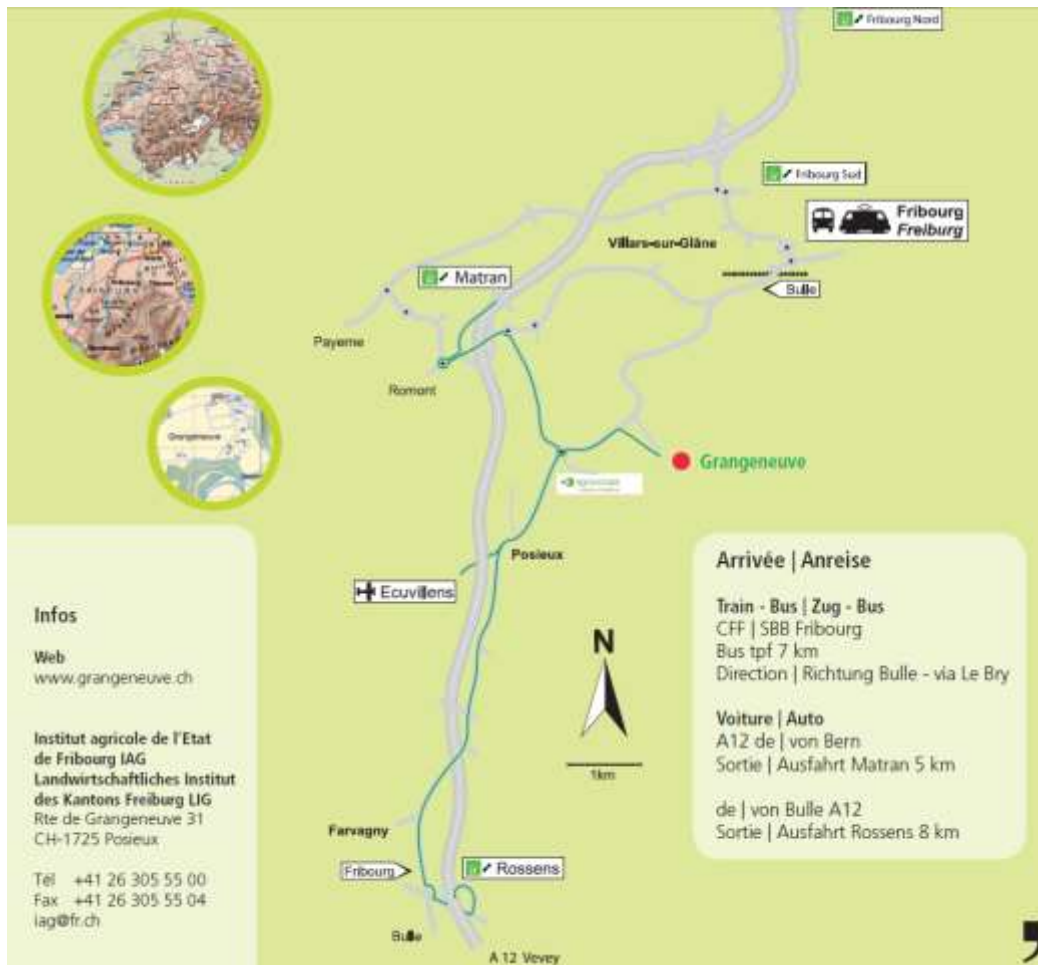 Fribourg Nord
Fribourg Sud
Fribourg
Freiburg
Villars-sur-Glâne
Bulle
Matran
Payerne
Romont
Grangeneuve
Grangeneuve
Posieux
Ecuvillens
N
1km
Farvagny
Fribourg
Rossens
Bulle
A 12 Vevey
Infos
Web
www.grangeneuve.ch
Institut agricole de l'Etat
de Fribourg IAG
Landwirtschaftliches Institut
des Kantons Freiburg LIG
Rte de Grangeneuve 31
CH-1725 Posieux
Tél +41 26 305 55 00
Fax +41 26 305 55 04
iag@fr.ch
Arrivée | Anreise
Train - Bus | Zug - Bus
CFF | SBB Fribourg
Bus tpf 7 km
Direction | Richtung Bulle - via Le Bry
Voiture | Auto
A12 de | von Bern
Sortie | Ausfahrt Matran 5 km
de | von Bulle A12
Sortie | Ausfahrt Rossens 8 km